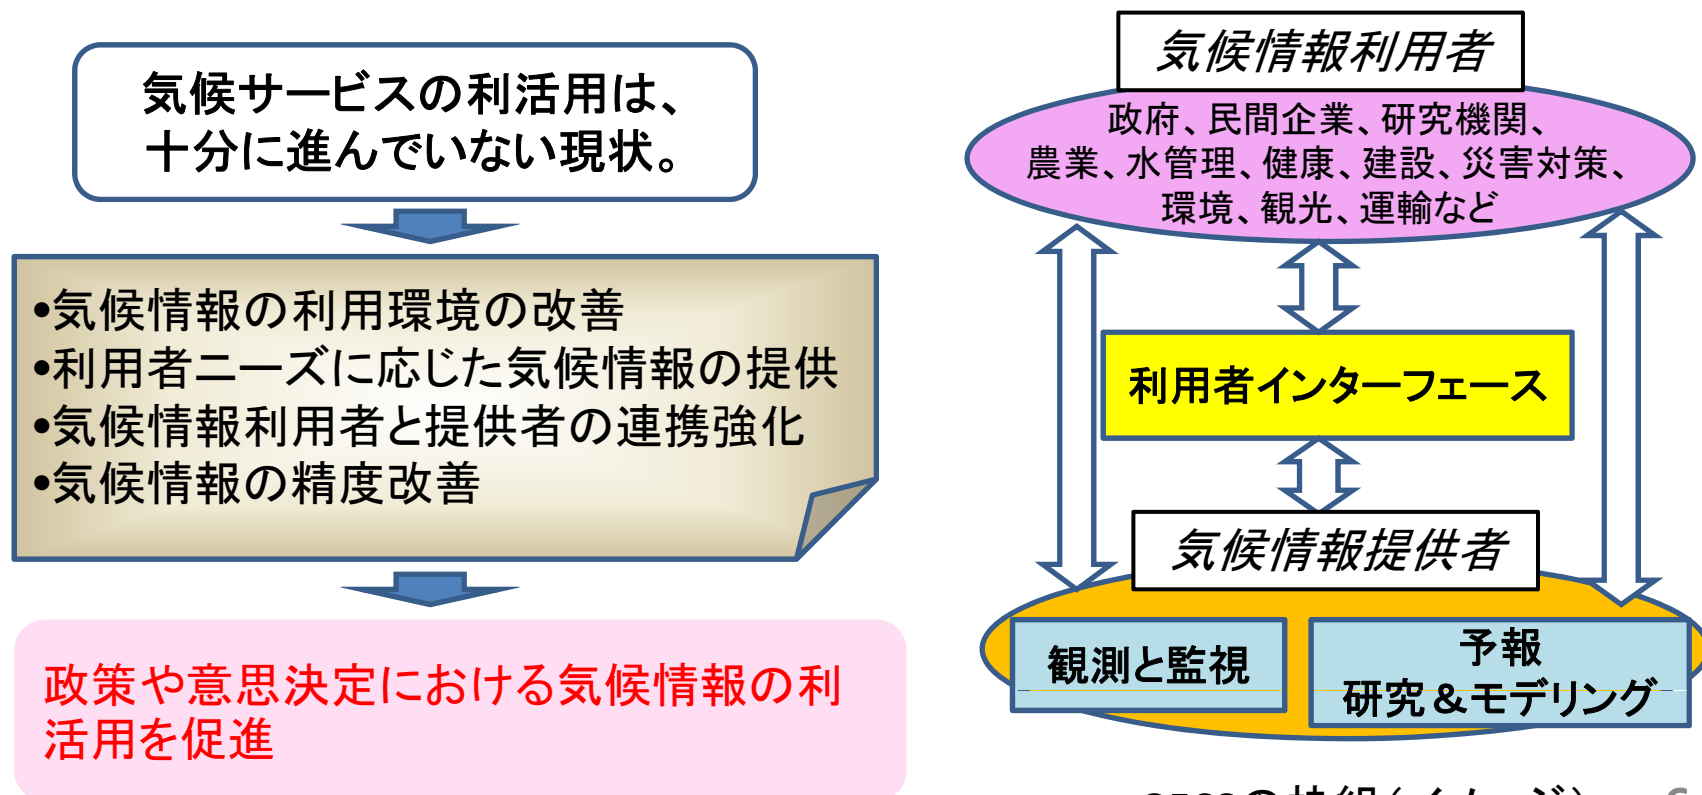 気候サービスの利活用は、
十分に進んでいない現状。
•気候情報の利用環境の改善
•利用者ニーズに応じた気候情報の提供
•気候情報利用者と提供者の連携強化
•気候情報の精度改善
政策や意思決定における気候情報の利
活用を促進
気候情報利用者
政府、民間企業、研究機関、
農業、水管理、健康、建設、災害対策、
環境、観光、運輸など
利用者インターフェース
気候情報提供者
観測と監視
予報
研究&モデリング